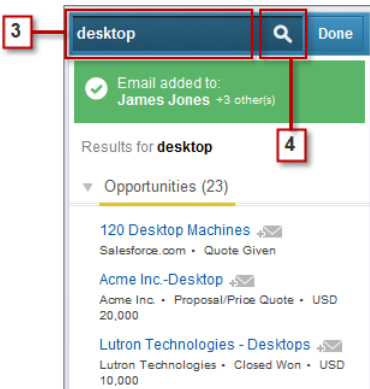 3
desktop Done
Email added to:
James Jones +3 other(s)
Results for desktop
4
Opportunities (23)
120 Desktop Machines
Salesforce.com • Quote Given
Acme Inc.-Desktop
Acme Inc. • Proposal/Price Quote • USD
20,000
Lutron Technologies - Desktops
Lutron Technologies • Closed Won • USD
10,000